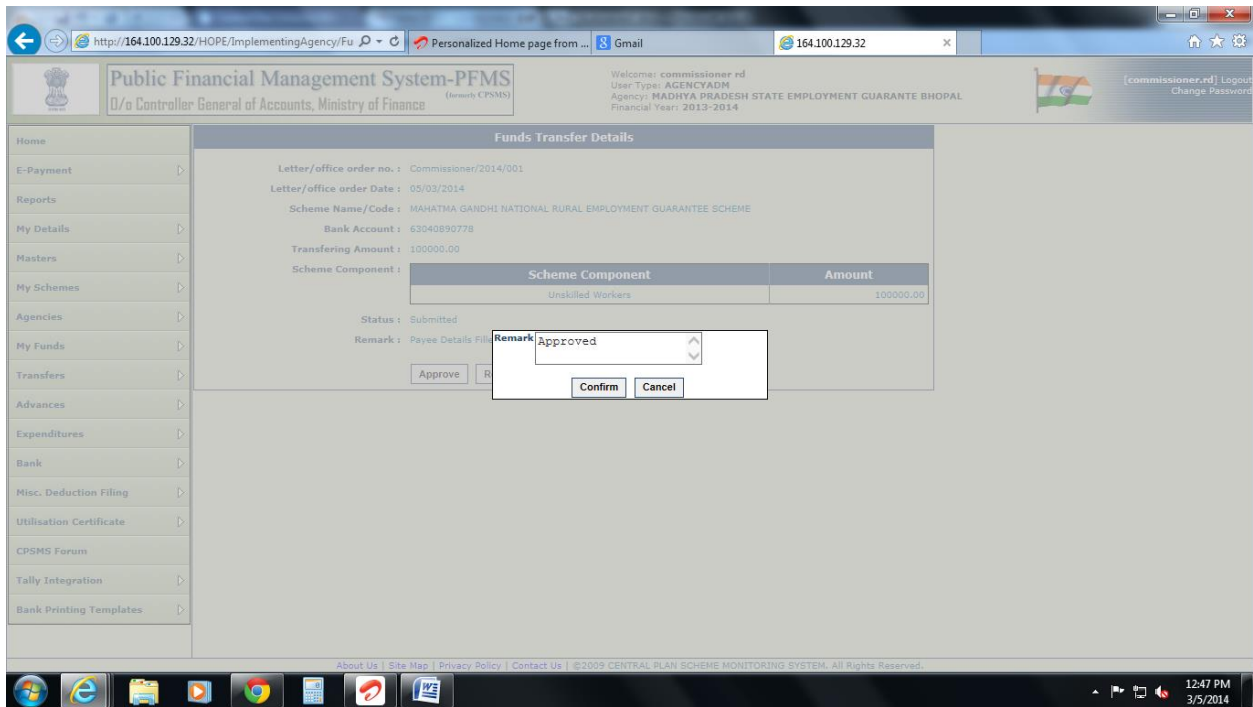 http://164.100.129.32/HOPE/ImplementingAgency/Fu
Personalized Home page from ...
Gmail
164.100.129.32
Public Financial Management System-PFMS
(formerly CPSMS)
O/o Controller General of Accounts, Ministry of Finance
Welcome: commissioner rd
User Type: AGENCYADM
Agency: MADHYA PRADESH STATE EMPLOYMENT GUARANTE BHOPAL
Financial Year: 2013-2014
[commissioner.rd] Logout
Change Password
Home
E-Payment
Reports
My Details
Masters
My Schemes
Agencies
My Funds
Transfers
Advances
Expenditures
Bank
Misc. Deduction Filing
Utilisation Certificate
CPSMS Forum
Tally Integration
Bank Printing Templates
Funds Transfer Details
Letter/office order no. : Commissioner/2014/001
Letter/office order Date : 05/03/2014
Scheme Name/Code : MAHATMA GANDHI NATIONAL RURAL EMPLOYMENT GUARANTEE SCHEME
Bank Account : 63040890778
Transfering Amount : 100000.00
Scheme Component :
Scheme Component Amount
Unskilled Workers 100000.00
Status : Submitted
Remark : Payee Details Fille
Approve R
Remark Approved
Confirm Cancel
About Us | Site Map | Privacy Policy | Contact Us | ©2009 CENTRAL PLAN SCHEME MONITORING SYSTEM. All Rights Reserved.
12:47 PM
3/5/2014